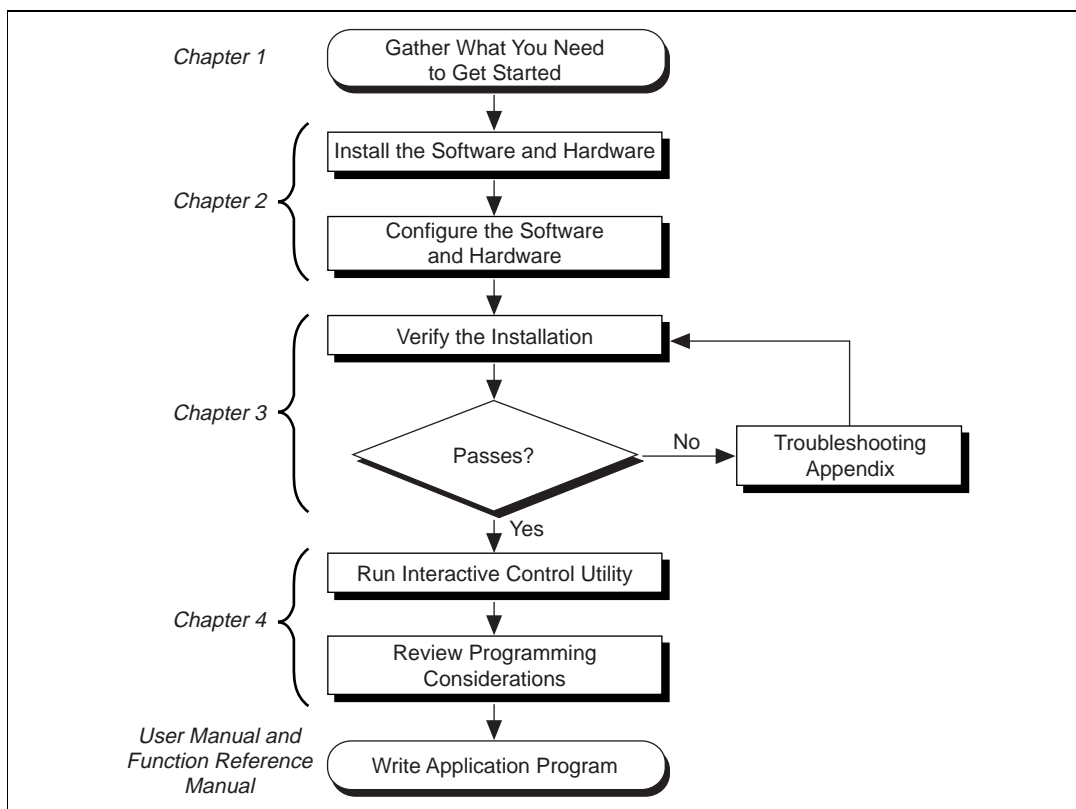 Chapter 1
Gather What You Need
to Get Started
Chapter 2
Install the Software and Hardware
Configure the Software
and Hardware
Chapter 3
Verify the Installation
Passes?
No
Troubleshooting
Appendix
Yes
Chapter 4
Run Interactive Control Utility
Review Programming
Considerations
User Manual and
Function Reference
Manual
Write Application Program